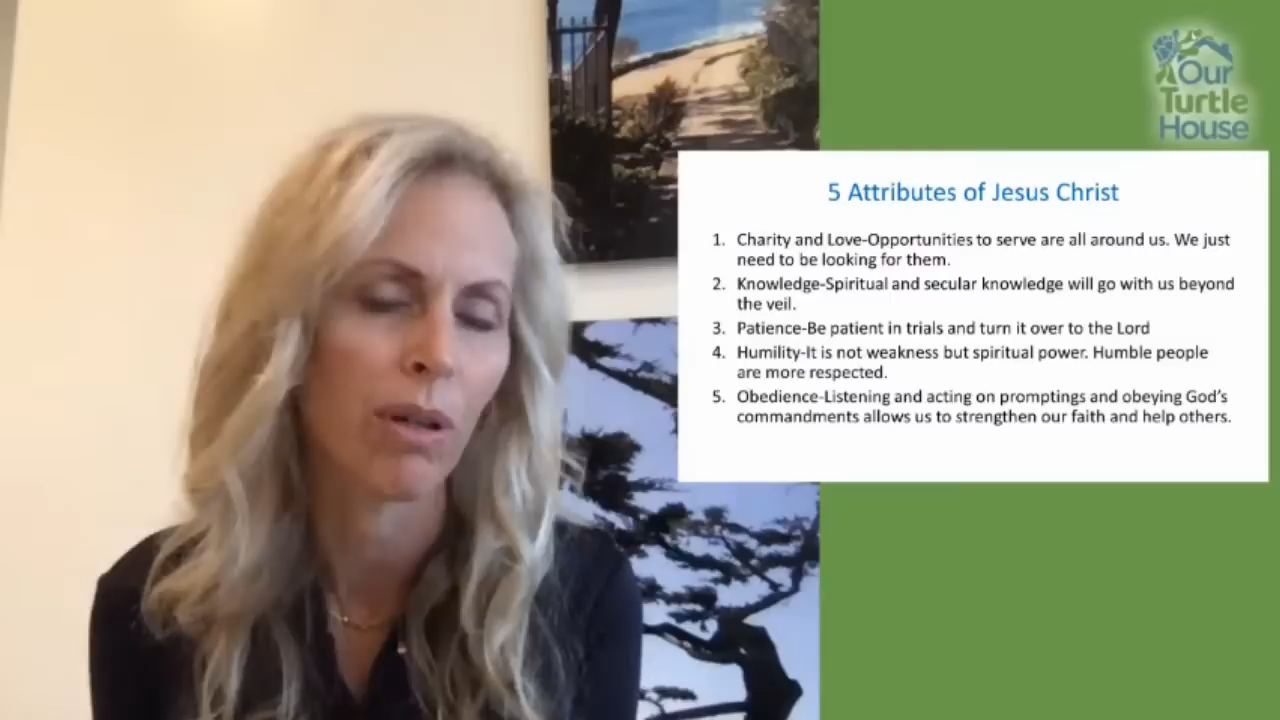 Our
Turtle
House
5 Attributes of Jesus Christ
1. Charity and Love-Opportunities to serve are all around us. We just
need to be looking for them.
2. Knowledge-Spiritual and secular knowledge will go with us beyond
the veil.
3. Patience-Be patient in trials and turn it over to the Lord
4. Humility-It is not weakness but spiritual power. Humble people
are more respected.
5. Obedience-Listening and acting on promptings and obeying God's
commandments allows us to strengthen our faith and help others.